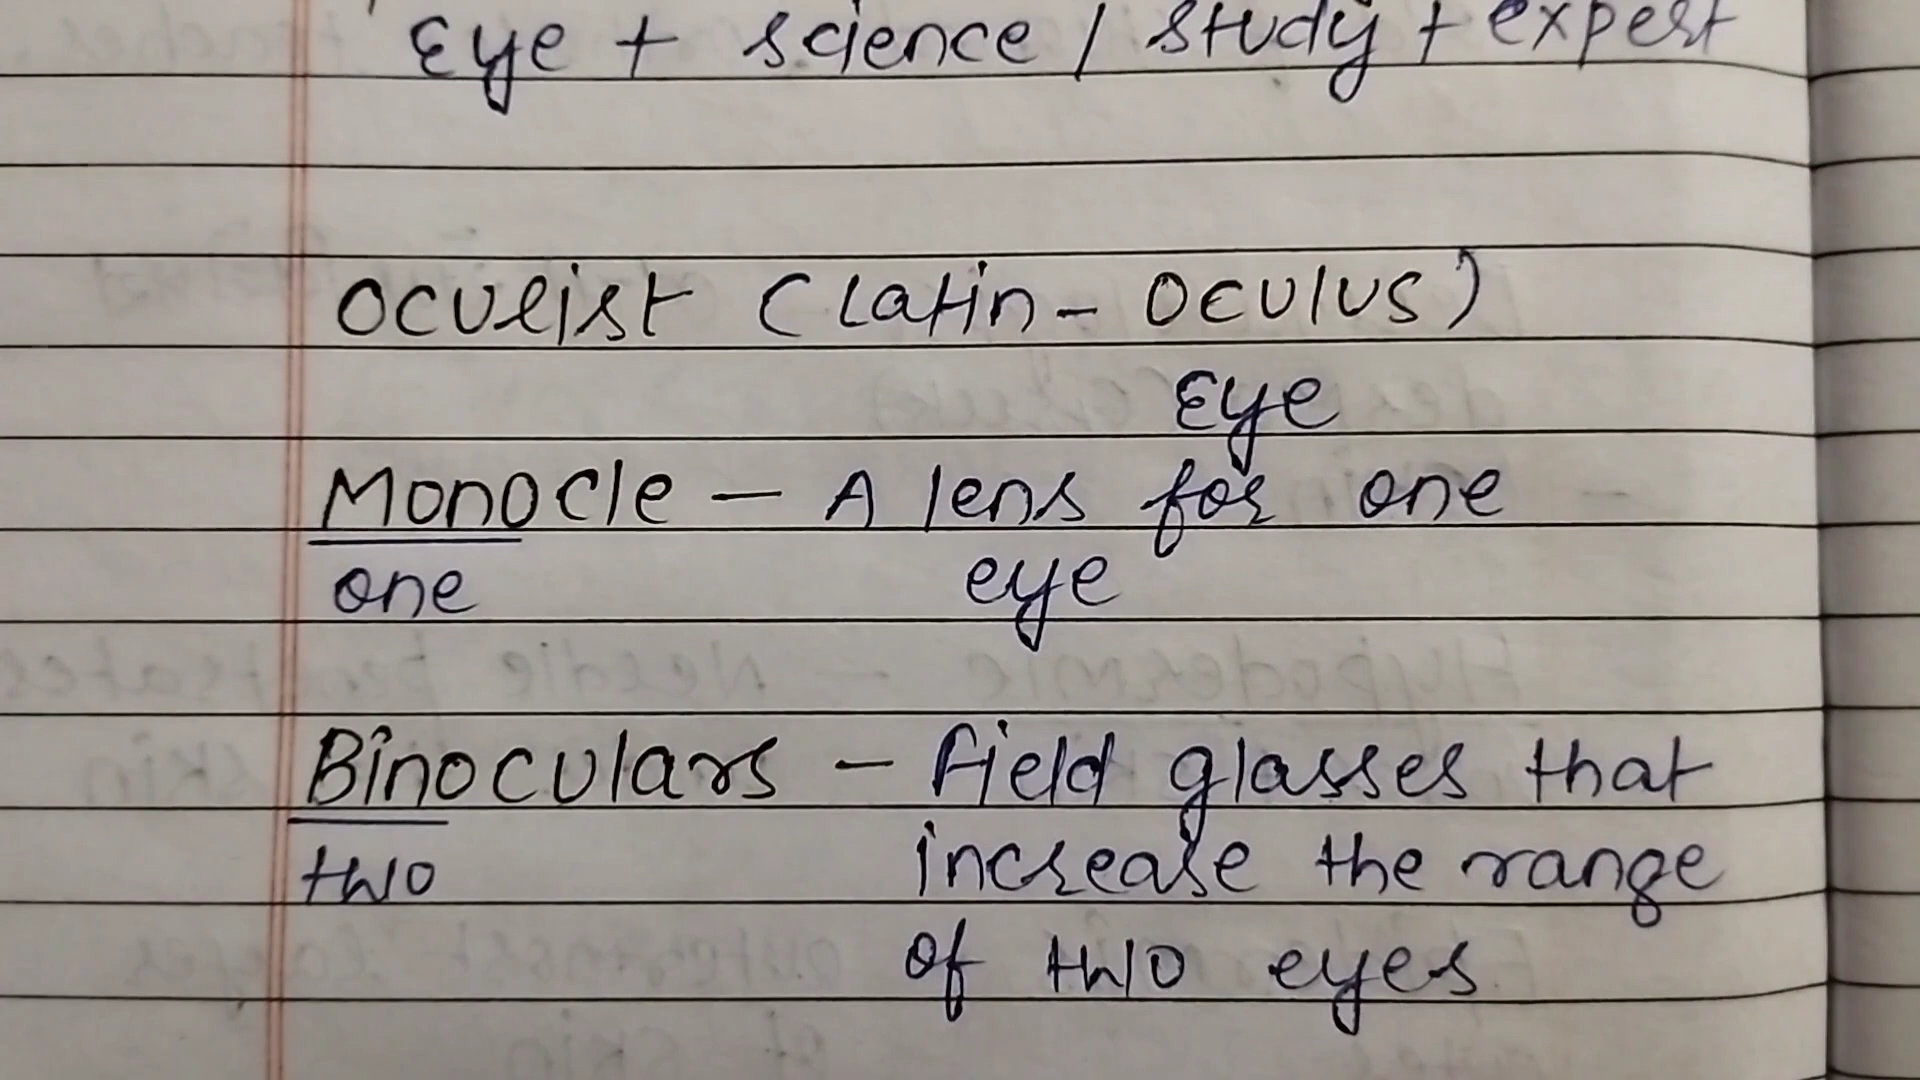 Eye + science / study + expert
Oculist (Latin - Oculus)
Eye
Monocle - A lens for one
one eye
Binoculars - Field glasses that
two increase the range
of two eyes